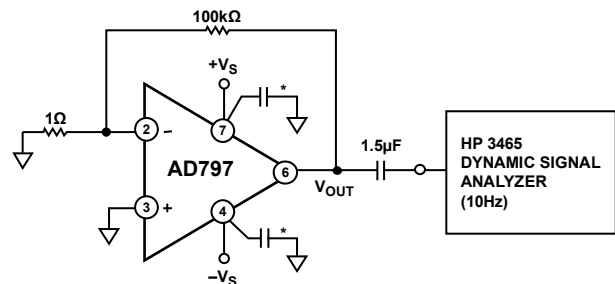 100kΩ
+VS
*
1Ω
2
−
7
1.5µF
HP 3465
DYNAMIC SIGNAL
ANALYZER
(10Hz)
AD797
6
VOUT
3
+
4
*
−VS